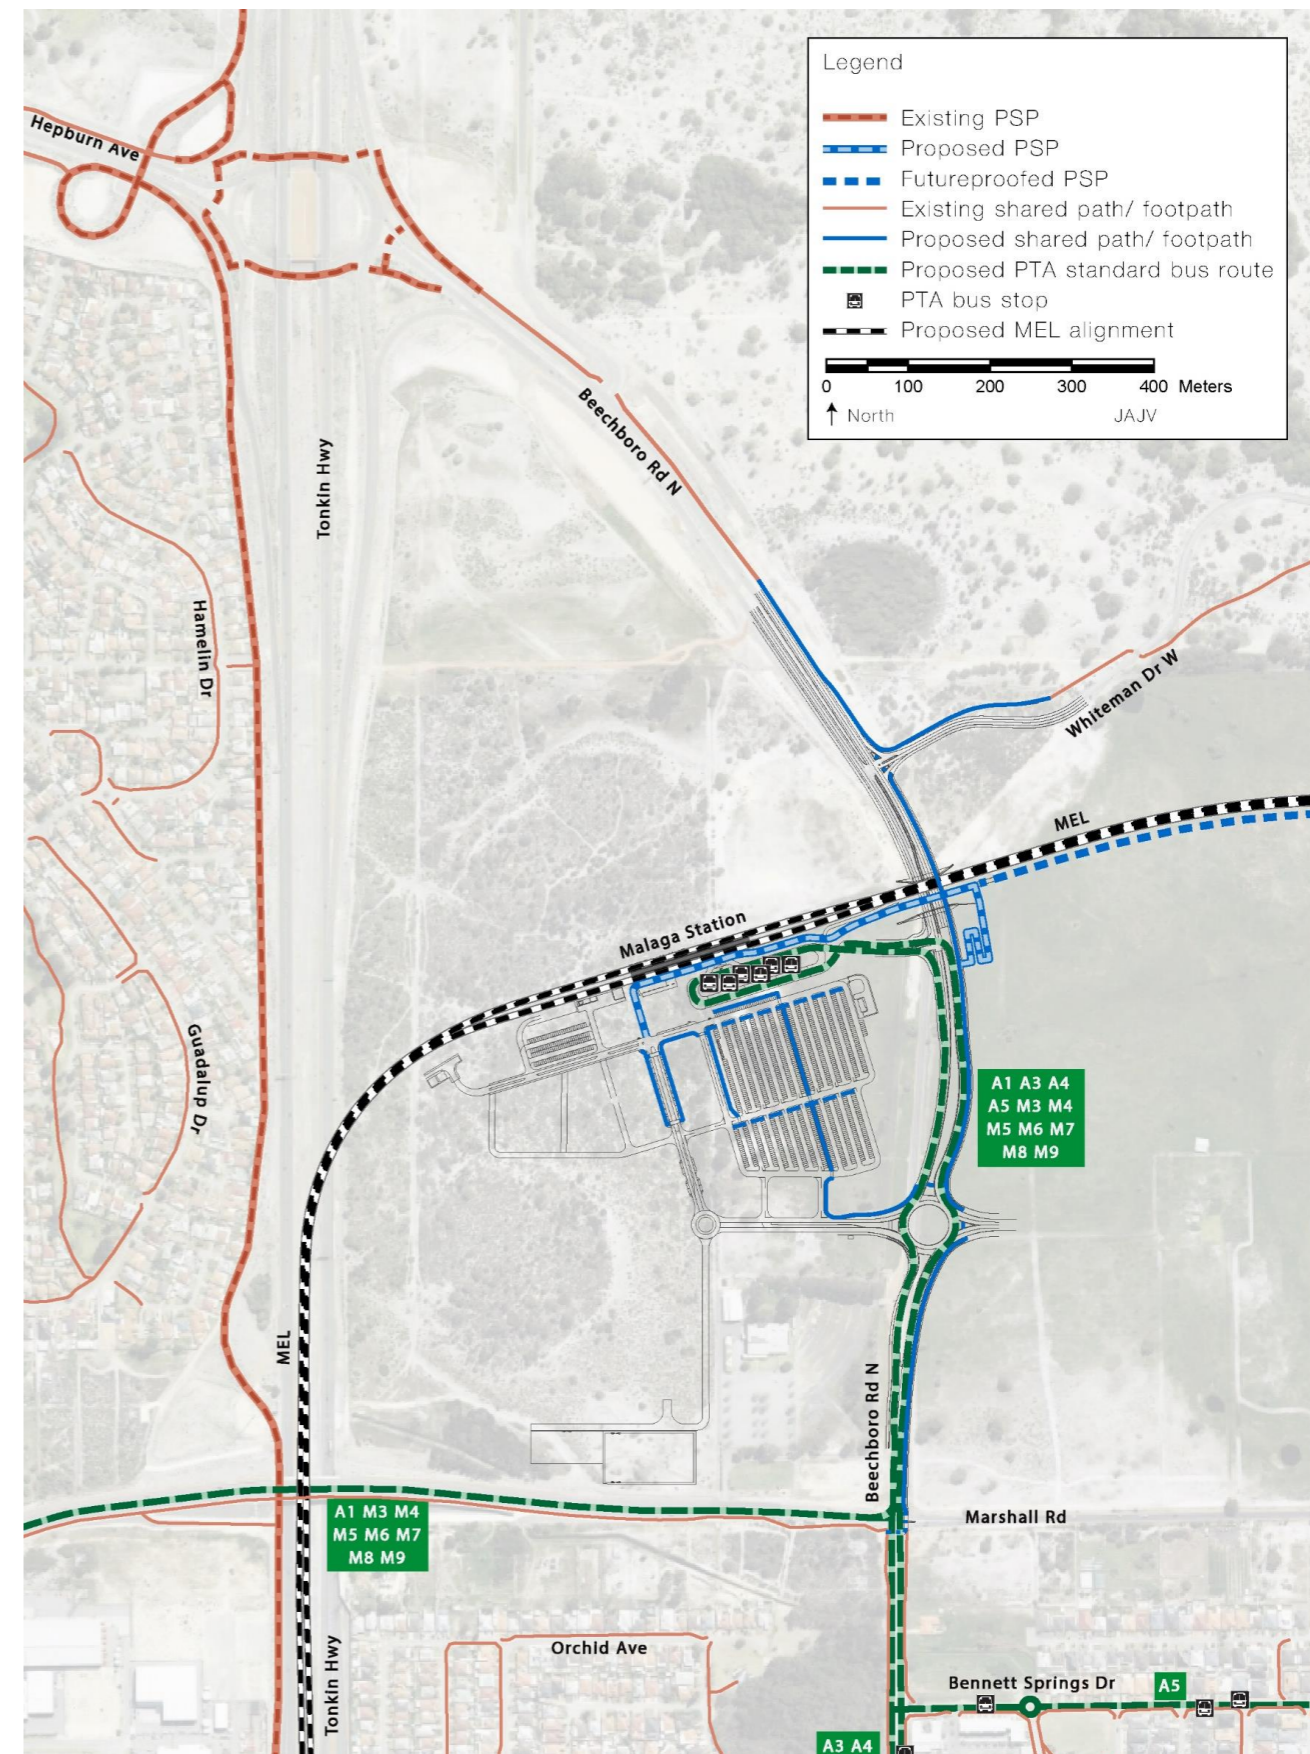 Legend
Existing PSP
Proposed PSP
Futureproofed PSP
Existing shared path/ footpath
Proposed shared path/ footpath
Proposed PTA standard bus route
PTA bus stop
Proposed MEL alignment
0 100 200 300 400 Meters
North JAJV
Hepburn Ave
Beechboro Rd N
Tonkin Hwy
Hamelin Dr
Whiteman Dr W
MEL
Malaga Station
Guadalup Dr
A1 A3 A4
A5 M3 M4
M5 M6 M7
M8 M9
MEL
Beechboro Rd N
A1 M3 M4
M5 M6 M7
M8 M9
Marshall Rd
Tonkin Hwy
Orchid Ave
Bennett Springs Dr
A5
A3 A4